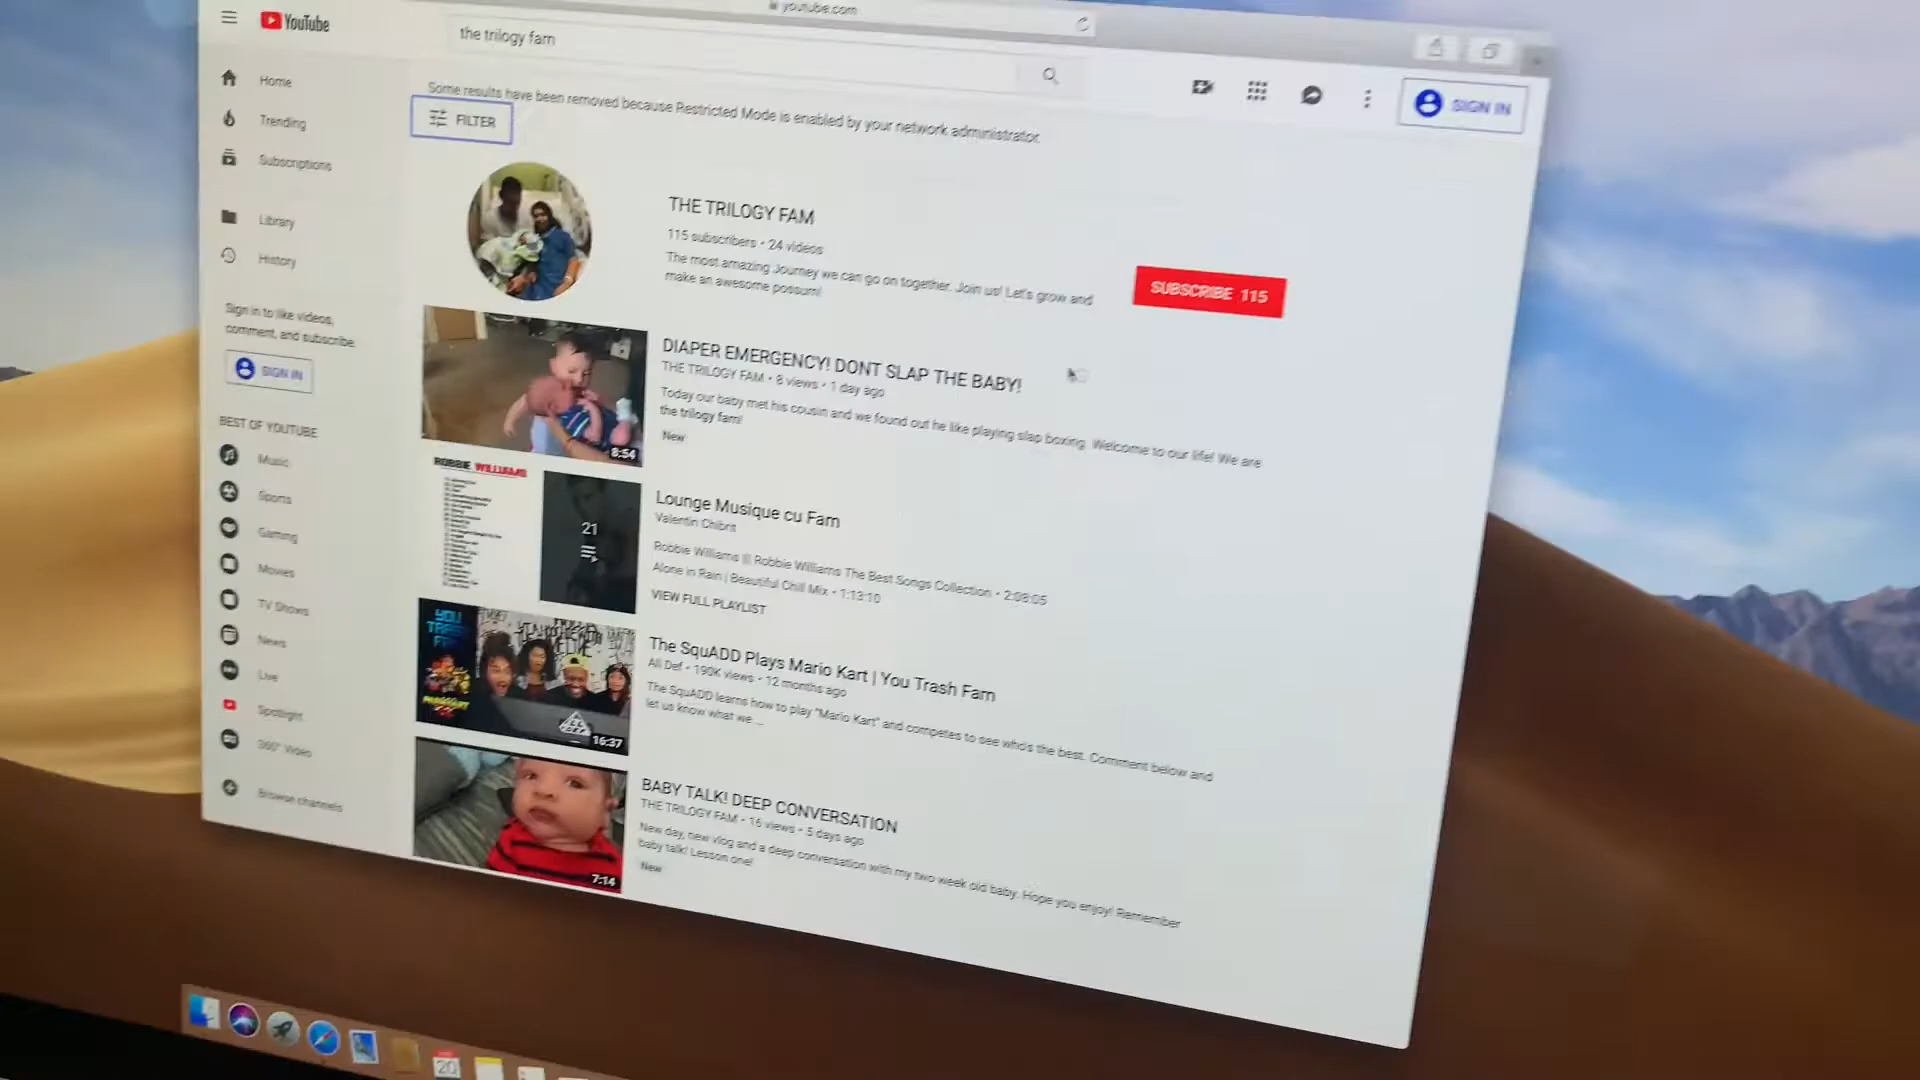 youtube.com
YouTube
the trilogy fam
SIGN IN
Home
Trending
Subscriptions
Library
History
Sign in to like videos,
comment, and subscribe.
SIGN IN
BEST OF YOUTUBE
Music
Sports
Gaming
Movies
TV Shows
News
Live
Spotlight
360° Video
Browse channels
Some results have been removed because Restricted Mode is enabled by your network administrator.
FILTER
THE TRILOGY FAM
115 subscribers • 24 videos
The most amazing Journey we can go on together. Join us! Let's grow and
make an awesome possum!
SUBSCRIBE 115
8:54
DIAPER EMERGENCY! DONT SLAP THE BABY!
THE TRILOGY FAM • 8 views • 1 day ago
Today our baby met his cousin and we found out he like playing slap boxing. Welcome to our life! We are
the trilogy fam!
New
ROBBIE WILLIAMS
21
Lounge Musique cu Fam
Valentin Chibrit
Robbie Williams ||| Robbie Williams The Best Songs Collection • 2:08:05
Alone in Rain | Beautiful Chill Mix • 1:13:10
VIEW FULL PLAYLIST
YOU
16:37
The SquADD Plays Mario Kart | You Trash Fam
All Def • 190K views • 12 months ago
The SquADD learns how to play "Mario Kart" and competes to see who's the best. Comment below and
let us know what we ...
7:14
BABY TALK! DEEP CONVERSATION
THE TRILOGY FAM • 16 views • 5 days ago
New day, new vlog and a deep conversation with my two week old baby. Hope you enjoy! Remember
baby talk! Lesson one!
New
20